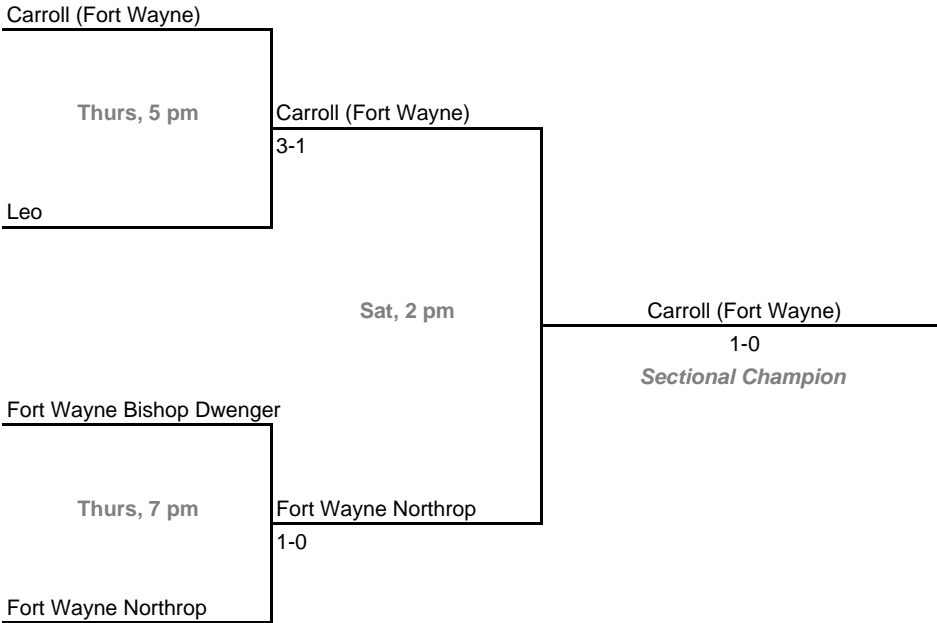 Carroll (Fort Wayne)
Thurs, 5 pm
Carroll (Fort Wayne)
3-1
Leo
Sat, 2 pm
Carroll (Fort Wayne)
1-0
Sectional Champion
Fort Wayne Bishop Dwenger
Thurs, 7 pm
Fort Wayne Northrop
1-0
Fort Wayne Northrop